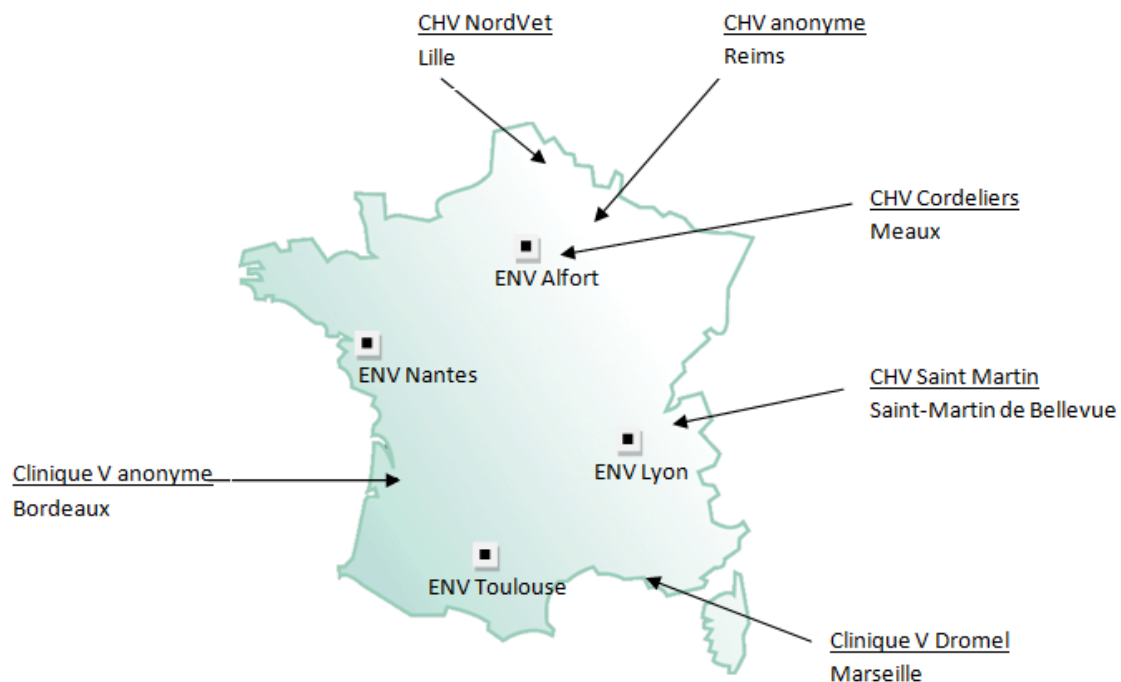 CHV NordVet
Lille
CHV anonyme
Reims
CHV Cordeliers
Meaux
ENV Alfort
ENV Nantes
CHV Saint Martin
Saint-Martin de Bellevue
ENV Lyon
Clinique V anonyme
Bordeaux
ENV Toulouse
Clinique V Dromel
Marseille